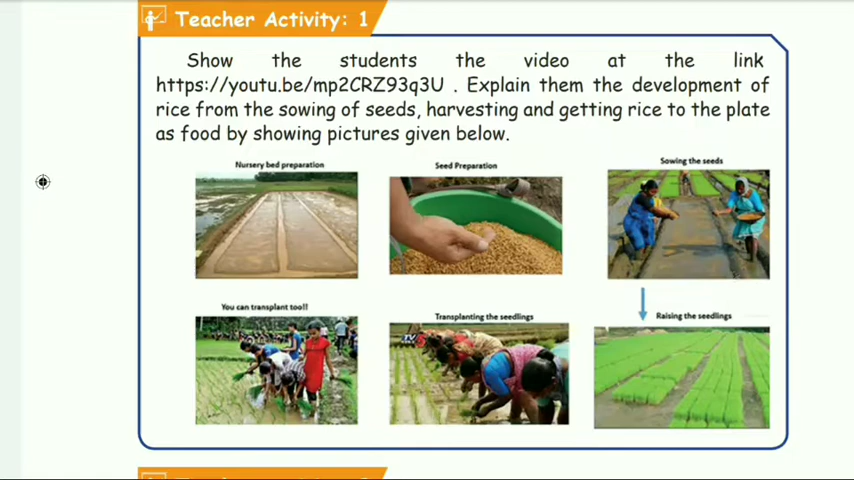 Teacher Activity: 1
Show the students the video at the link
https://youtu.be/mp2CRZ93q3U . Explain them the development of
rice from the sowing of seeds, harvesting and getting rice to the plate
as food by showing pictures given below.
Nursery bed preparation
Seed Preparation
Sowing the seeds
You can transplant too!!
Transplanting the seedlings
Raising the seedlings
TV